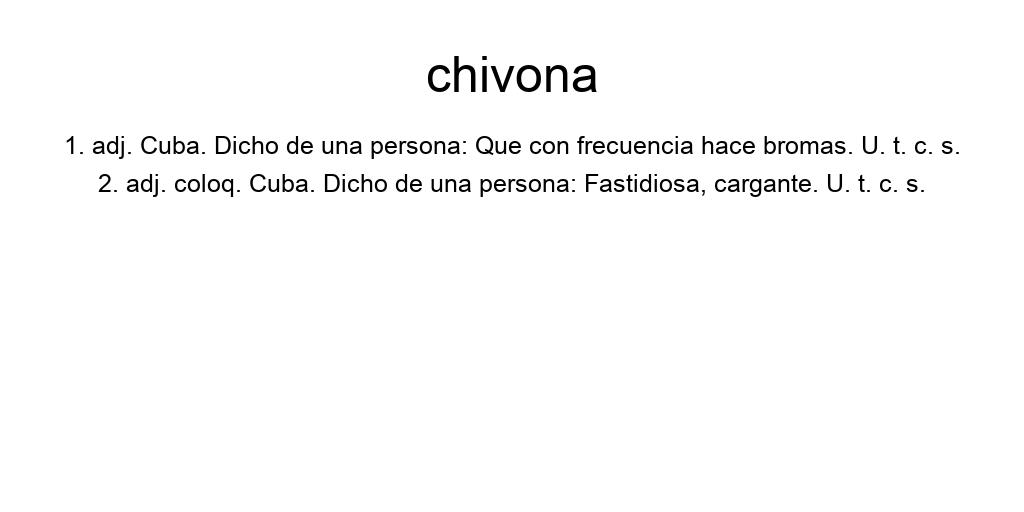 chivona
1. adj. Cuba. Dicho de una persona: Que con frecuencia hace bromas. U. t. c. s.
2. adj. coloq. Cuba. Dicho de una persona: Fastidiosa, cargante. U. t. c. s.